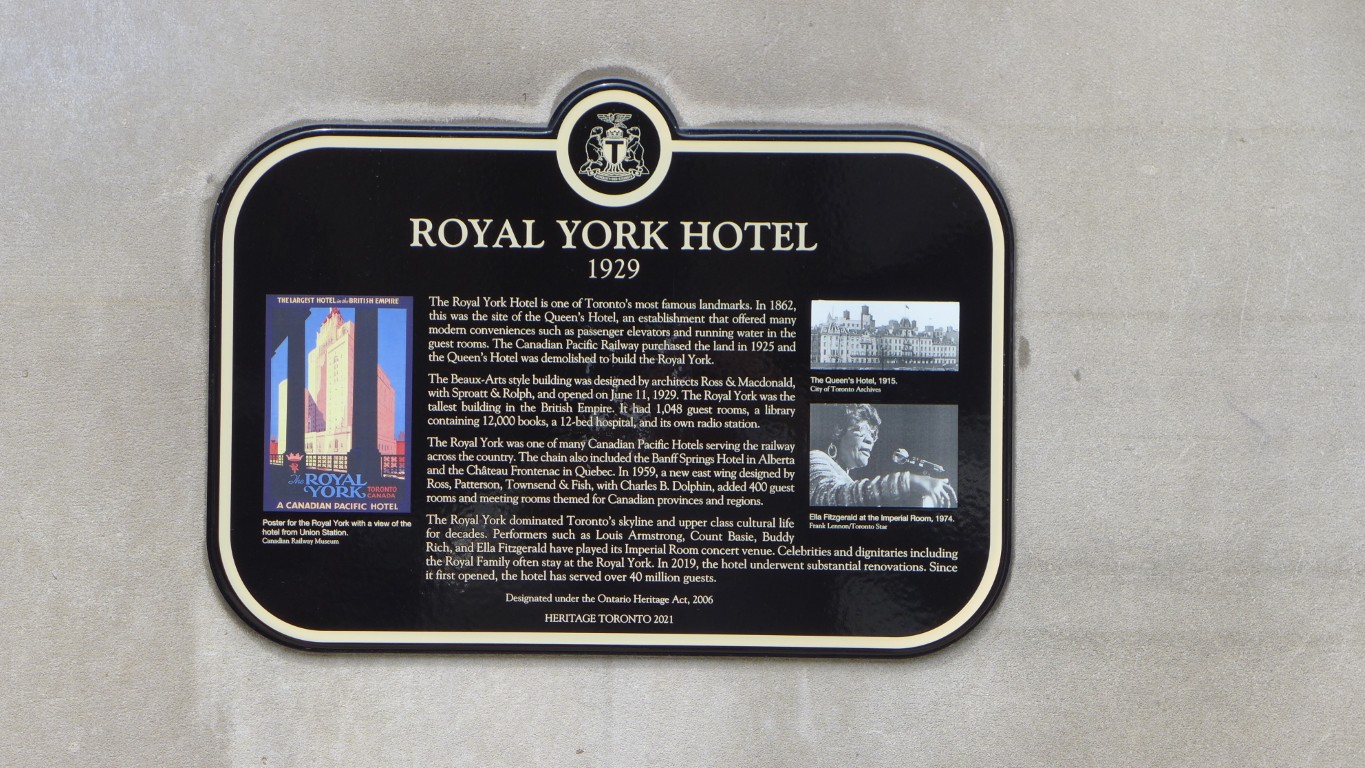 T
ROYAL YORK HOTEL
1929
THE LARGEST HOTEL in the BRITISH EMPIRE
The ROYAL
YORK
TORONTO
CANADA
A CANADIAN PACIFIC HOTEL
Poster for the Royal York with a view of the
hotel from Union Station.
Canadian Railway Museum
The Royal York Hotel is one of Toronto's most famous landmarks. In 1862,
this was the site of the Queen's Hotel, an establishment that offered many
modern conveniences such as passenger elevators and running water in the
guest rooms. The Canadian Pacific Railway purchased the land in 1925 and
the Queen's Hotel was demolished to build the Royal York.
The Beaux-Arts style building was designed by architects Ross & Macdonald,
with Sproatt & Rolph, and opened on June 11, 1929. The Royal York was the
tallest building in the British Empire. It had 1,048 guest rooms, a library
containing 12,000 books, a 12-bed hospital, and its own radio station.
The Royal York was one of many Canadian Pacific Hotels serving the railway
across the country. The chain also included the Banff Springs Hotel in Alberta
and the Château Frontenac in Quebec. In 1959, a new east wing designed by
Ross, Patterson, Townsend & Fish, with Charles B. Dolphin, added 400 guest
rooms and meeting rooms themed for Canadian provinces and regions.
The Royal York dominated Toronto's skyline and upper class cultural life
for decades. Performers such as Louis Armstrong, Count Basie, Buddy
Rich, and Ella Fitzgerald have played its Imperial Room concert venue. Celebrities and dignitaries including
the Royal Family often stay at the Royal York. In 2019, the hotel underwent substantial renovations. Since
it first opened, the hotel has served over 40 million guests.
The Queen's Hotel, 1915.
City of Toronto Archives
Ella Fitzgerald at the Imperial Room, 1974.
Frank Lennon/Toronto Star
Designated under the Ontario Heritage Act, 2006
HERITAGE TORONTO 2021